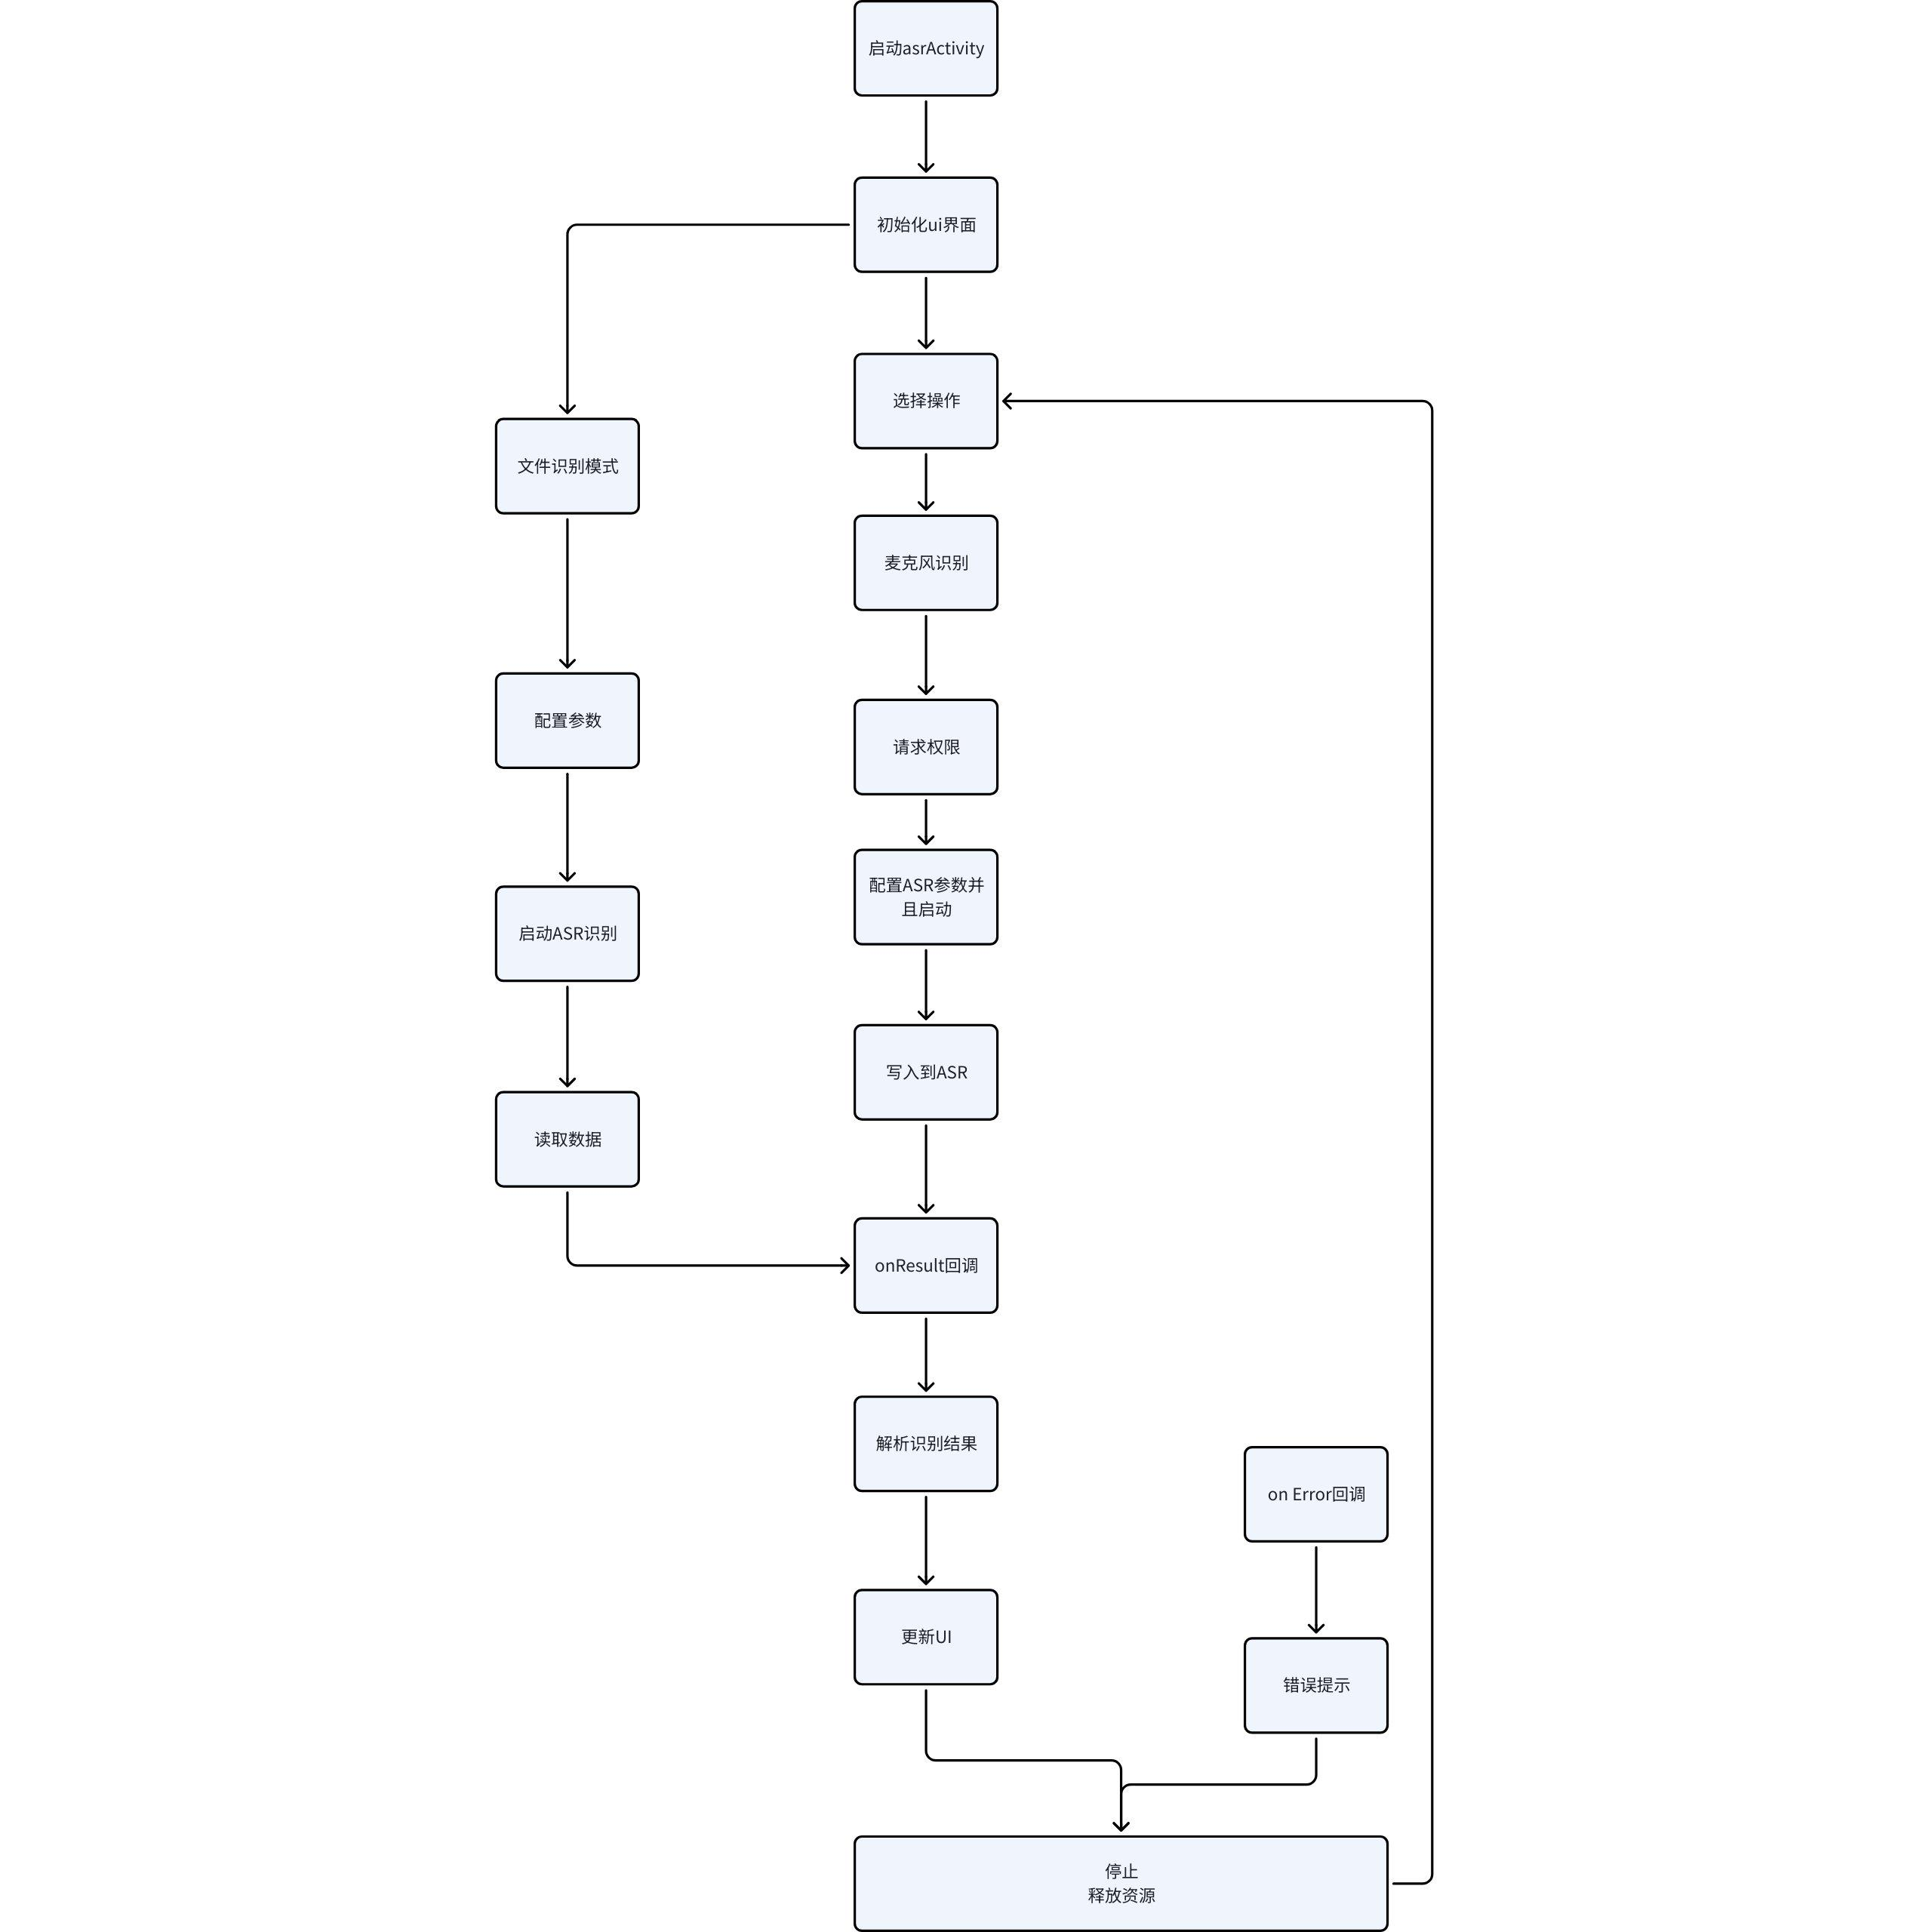 启动asrActivity
初始化ui界面
选择操作
文件识别模式
麦克风识别
配置参数
请求权限
配置ASR参数并
且启动
启动ASR识别
写入到ASR
读取数据
onResult回调
解析识别结果
on Error回调
更新UI
错误提示
停止
释放资源